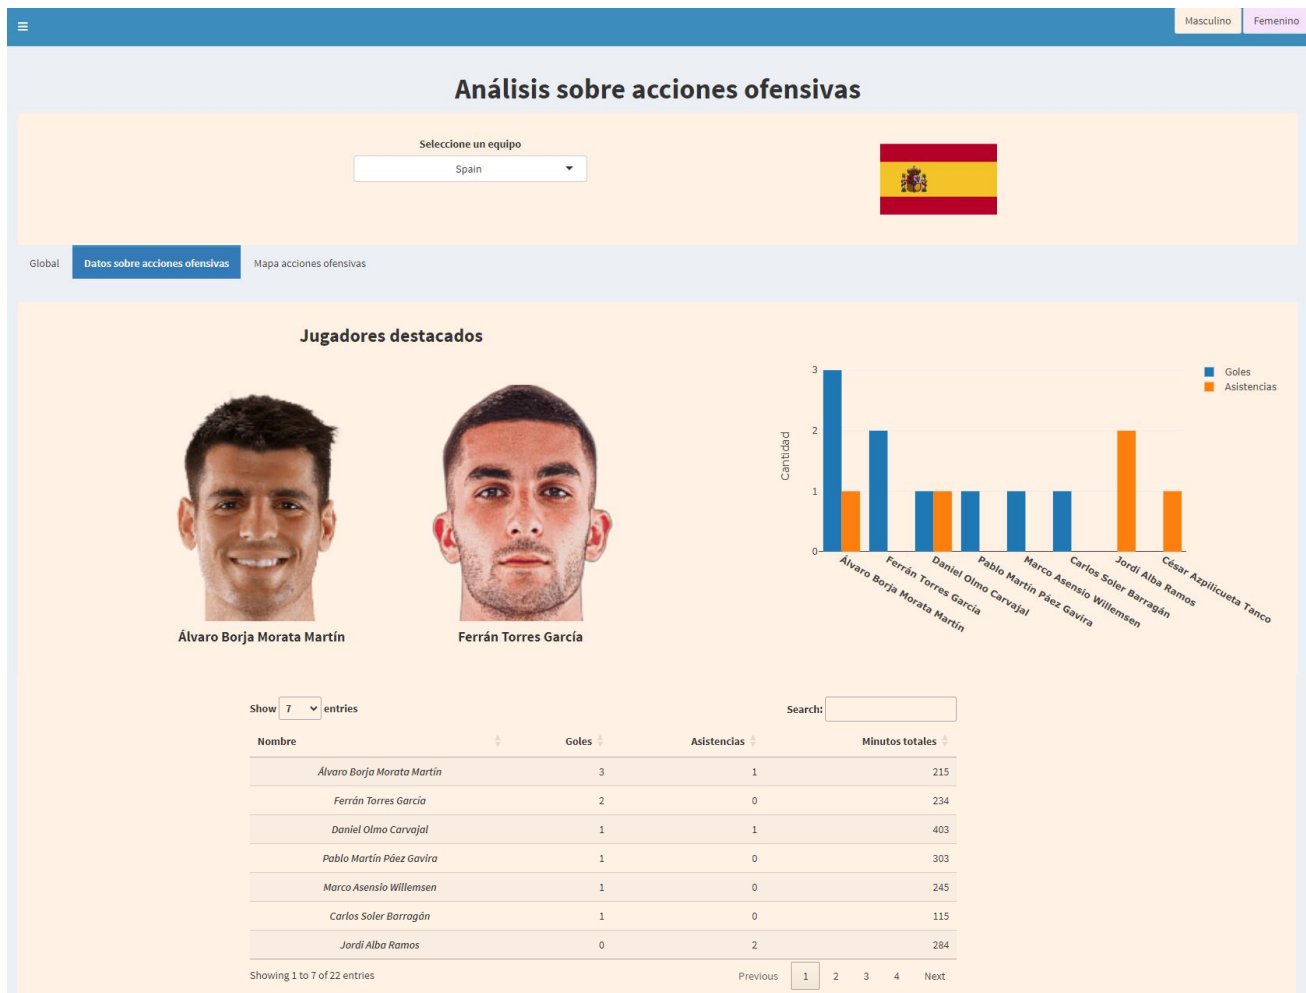 Masculino Femenino
Análisis sobre acciones ofensivas
Seleccione un equipo
Spain
Global Datos sobre acciones ofensivas Mapa acciones ofensivas
Jugadores destacados
Álvaro Borja Morata Martín Ferrán Torres García
Goles
Asistencias
Cantidad
3
2
1
0
Álvaro Borja Morata Martín
Ferrán Torres García
Daniel Olmo Carvajal
Pablo Martín Páez Gavira
Marco Asensio Willemsen
Carlos Soler Barragán
Jordi Alba Ramos
César Azpilicueta Tanco
Show 7 entries Search:
Nombre Goles Asistencias Minutos totales
Álvaro Borja Morata Martín 3 1 215
Ferrán Torres García 2 0 234
Daniel Olmo Carvajal 1 1 403
Pablo Martín Páez Gavira 1 0 303
Marco Asensio Willemsen 1 0 245
Carlos Soler Barragán 1 0 115
Jordi Alba Ramos 0 2 284
Showing 1 to 7 of 22 entries Previous 1 2 3 4 Next